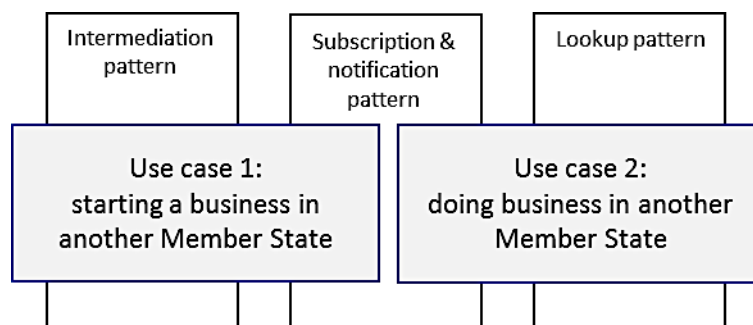 Intermediation
pattern
Subscription &
notification
pattern
Lookup pattern
Use case 1:
starting a business in
another Member State
Use case 2:
doing business in another
Member State